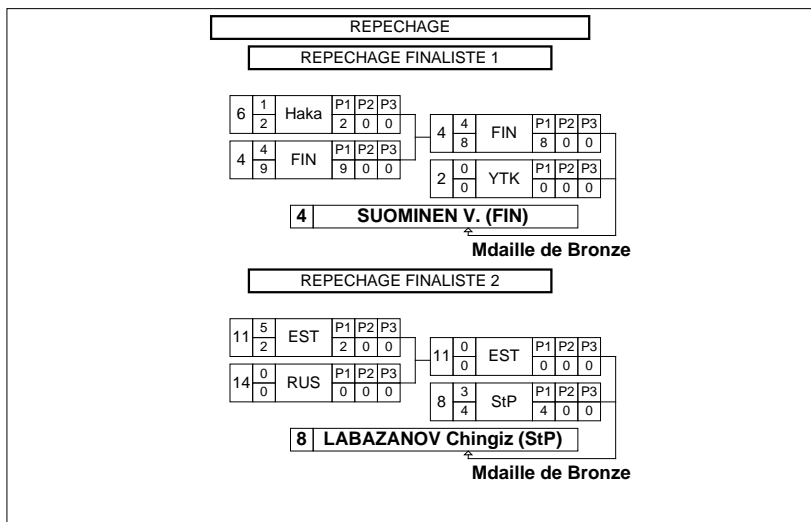 REPECHAGE
REPECHAGE FINALISTE 1
6 1 2 Haka P1 P2 P3 2 0 0
4 4 9 FIN P1 P2 P3 9 0 0
4 4 8 FIN P1 P2 P3 8 0 0
2 0 0 YTK P1 P2 P3 0 0 0
4 SUOMINEN V. (FIN)
Mdaille de Bronze
REPECHAGE FINALISTE 2
11 5 2 EST P1 P2 P3 2 0 0
14 0 0 RUS P1 P2 P3 0 0 0
11 0 0 EST P1 P2 P3 0 0 0
8 3 4 StP P1 P2 P3 4 0 0
8 LABAZANOV Chingiz (StP)
Mdaille de Bronze